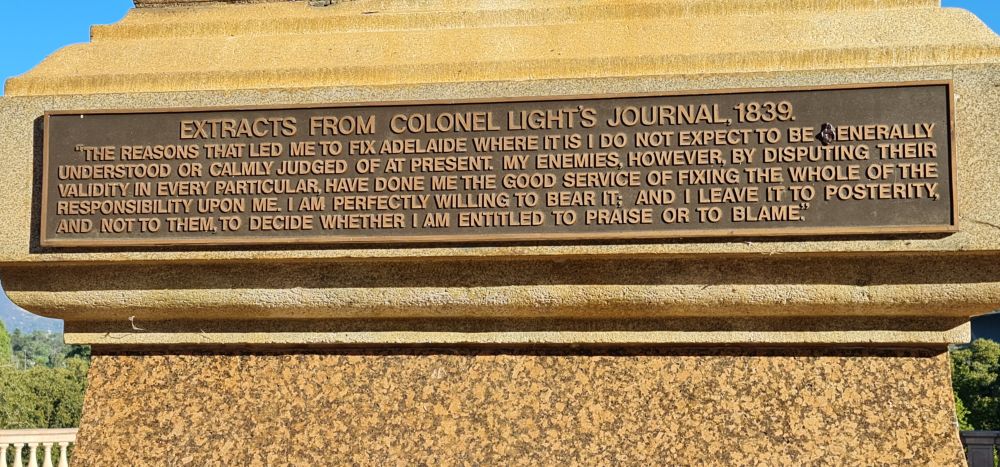 EXTRACTS FROM COLONEL LIGHT'S JOURNAL, 1839.
"THE REASONS THAT LED ME TO FIX ADELAIDE WHERE IT IS I DO NOT EXPECT TO BE GENERALLY
UNDERSTOOD OR CALMLY JUDGED OF AT PRESENT. MY ENEMIES, HOWEVER, BY DISPUTING THEIR
VALIDITY IN EVERY PARTICULAR, HAVE DONE ME THE GOOD SERVICE OF FIXING THE WHOLE OF THE
RESPONSIBILITY UPON ME. I AM PERFECTLY WILLING TO BEAR IT; AND I LEAVE IT TO POSTERITY,
AND NOT TO THEM, TO DECIDE WHETHER I AM ENTITLED TO PRAISE OR TO BLAME."